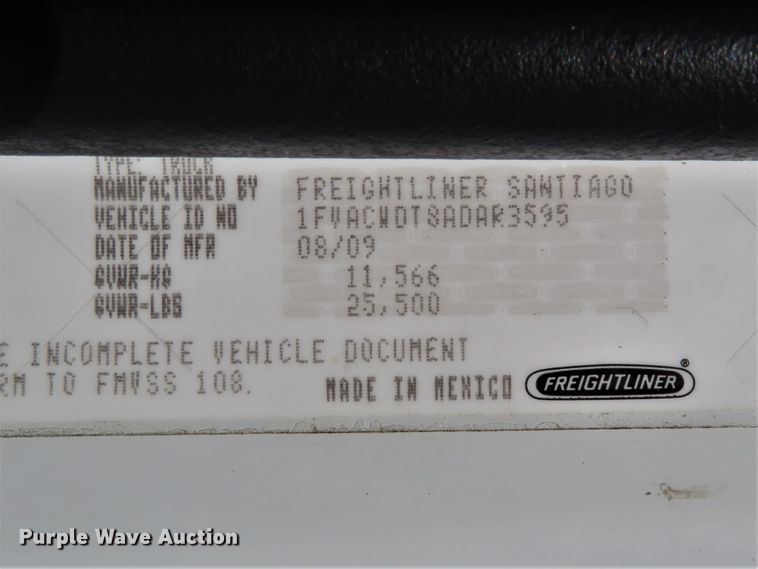 TYPE: TRUCK
MANUFACTURED BY FREIGHTLINER SANTIAGO
VEHICLE ID NO 1FVACWDT8ADAR3595
DATE OF MFR 08/09
GVWR-KG 11,566
GVWR-LBS 25,500
E INCOMPLETE VEHICLE DOCUMENT
RM TO FMVSS 108. MADE IN MEXICO FREIGHTLINER®
Purple Wave Auction